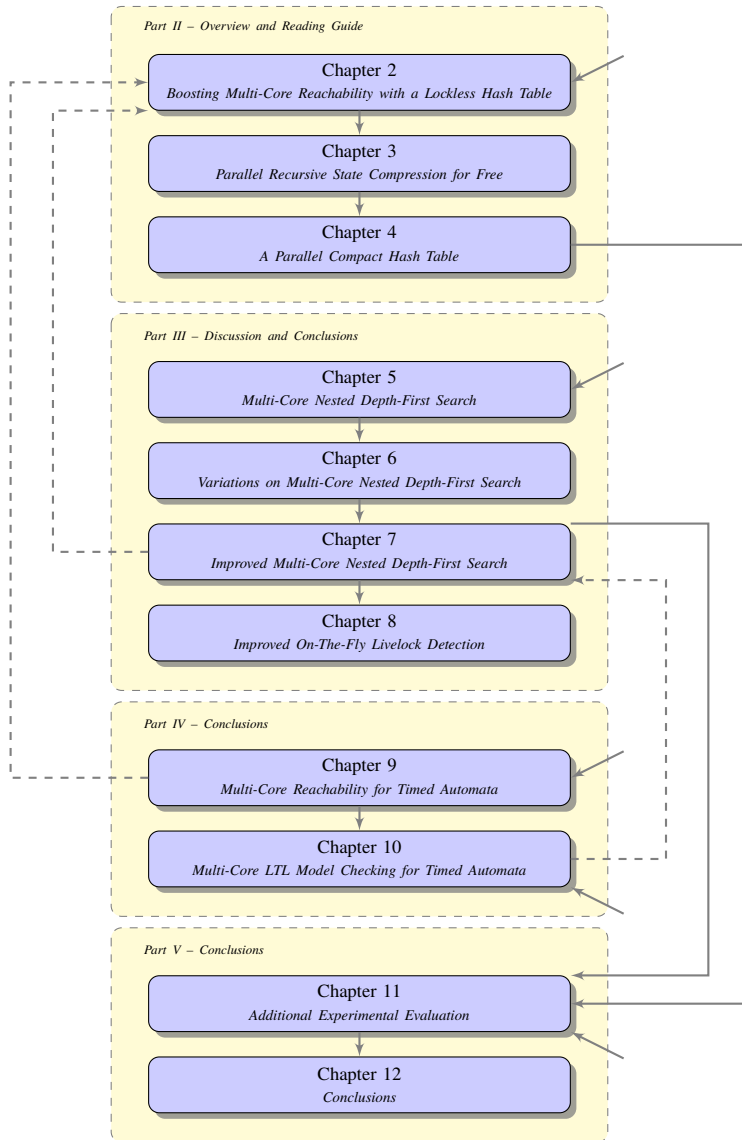 Part II – Overview and Reading Guide
Chapter 2
Boosting Multi-Core Reachability with a Lockless Hash Table
Chapter 3
Parallel Recursive State Compression for Free
Chapter 4
A Parallel Compact Hash Table
Part III – Discussion and Conclusions
Chapter 5
Multi-Core Nested Depth-First Search
Chapter 6
Variations on Multi-Core Nested Depth-First Search
Chapter 7
Improved Multi-Core Nested Depth-First Search
Chapter 8
Improved On-The-Fly Livelock Detection
Part IV – Conclusions
Chapter 9
Multi-Core Reachability for Timed Automata
Chapter 10
Multi-Core LTL Model Checking for Timed Automata
Part V – Conclusions
Chapter 11
Additional Experimental Evaluation
Chapter 12
Conclusions